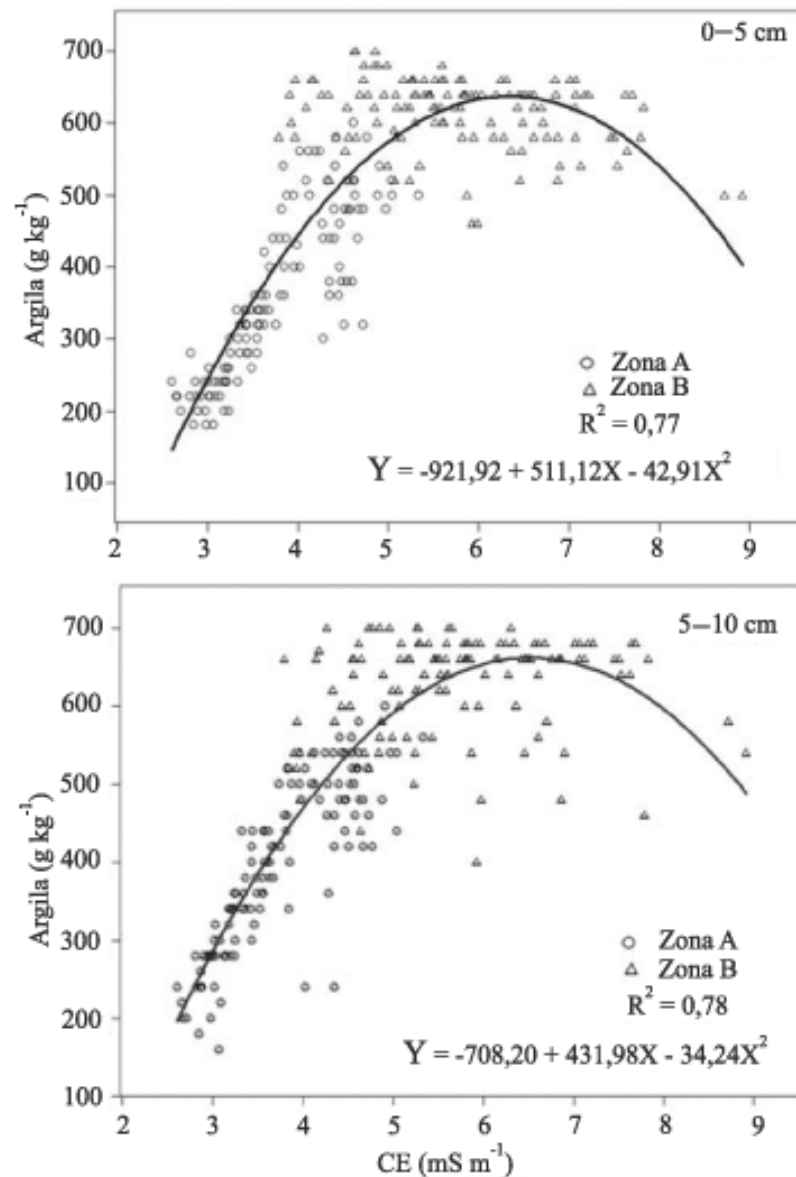 0–5 cm
700
600
500
400
300
200
100
Argila (g kg⁻¹)
Zona A
Zona B
R² = 0,77
Y = -921,92 + 511,12X - 42,91X²
2 3 4 5 6 7 8 9
5–10 cm
700
600
500
400
300
200
100
Argila (g kg⁻¹)
Zona A
Zona B
R² = 0,78
Y = -708,20 + 431,98X - 34,24X²
2 3 4 5 6 7 8 9
CE (mS m⁻¹)